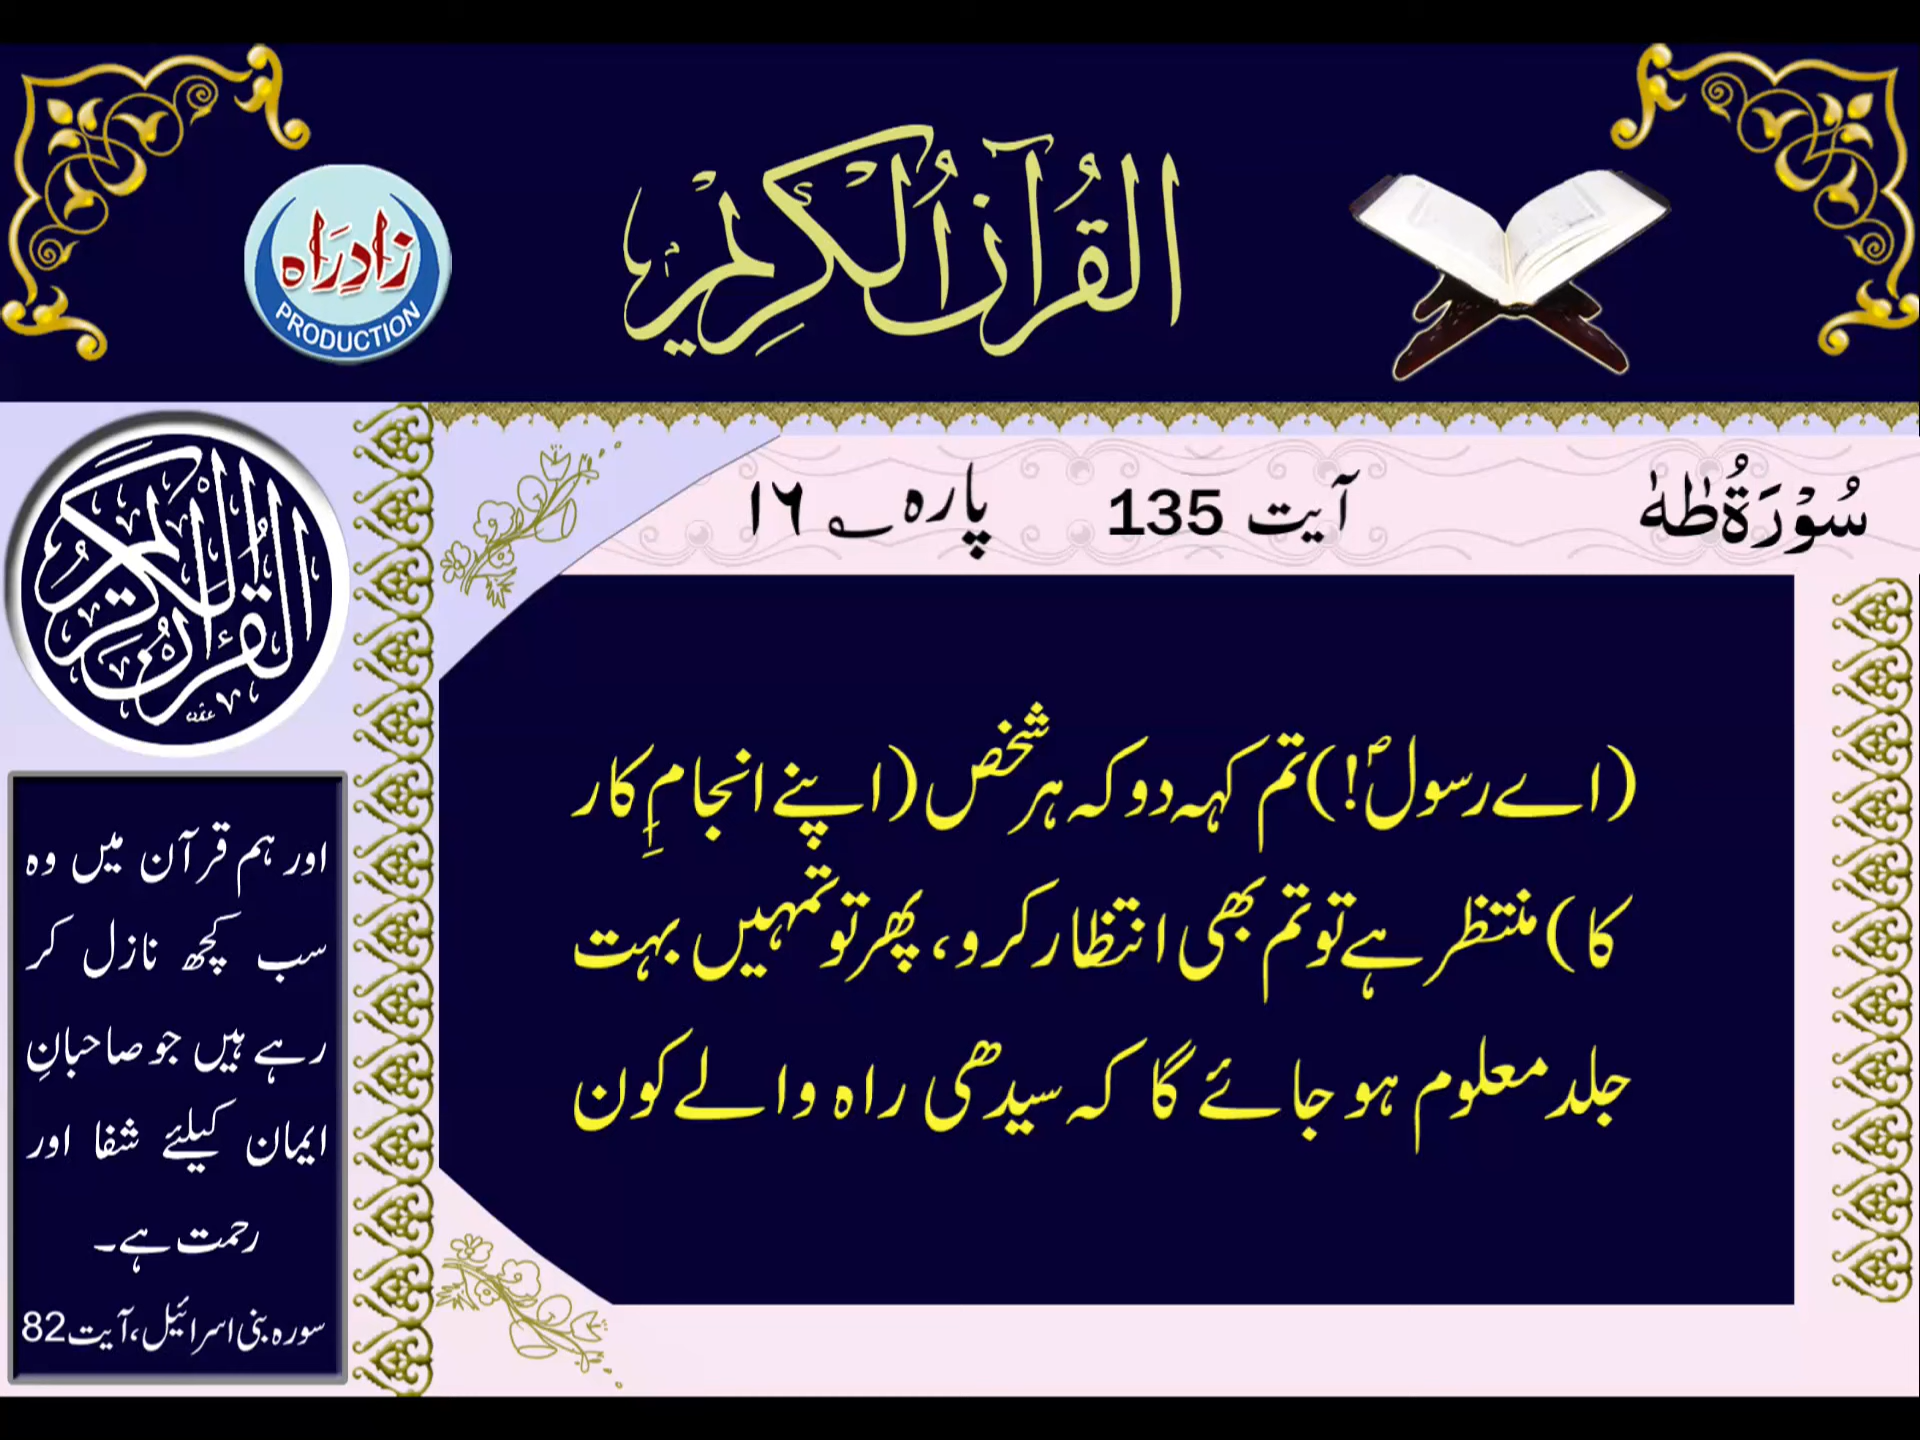 القرآن الكريم
زادِراہ
PRODUCTION
سُوْرَةُ طٰهٰ
آیت 135
پارہ ۱۶
(اے رسولؐ!) تم کہہ دو کہ ہر شخص (اپنے انجامِ کار
کا) منتظر ہے تو تم بھی انتظار کرو، پھر تو تمہیں بہت
جلد معلوم ہو جائے گا کہ سیدھی راہ والے کون
القرآن الكريم
اور ہم قرآن میں وہ
سب کچھ نازل کر
رہے ہیں جو صاحبانِ
ایمان کیلئے شفا اور
رحمت ہے۔
سورہ بنی اسرائیل، آیت 82